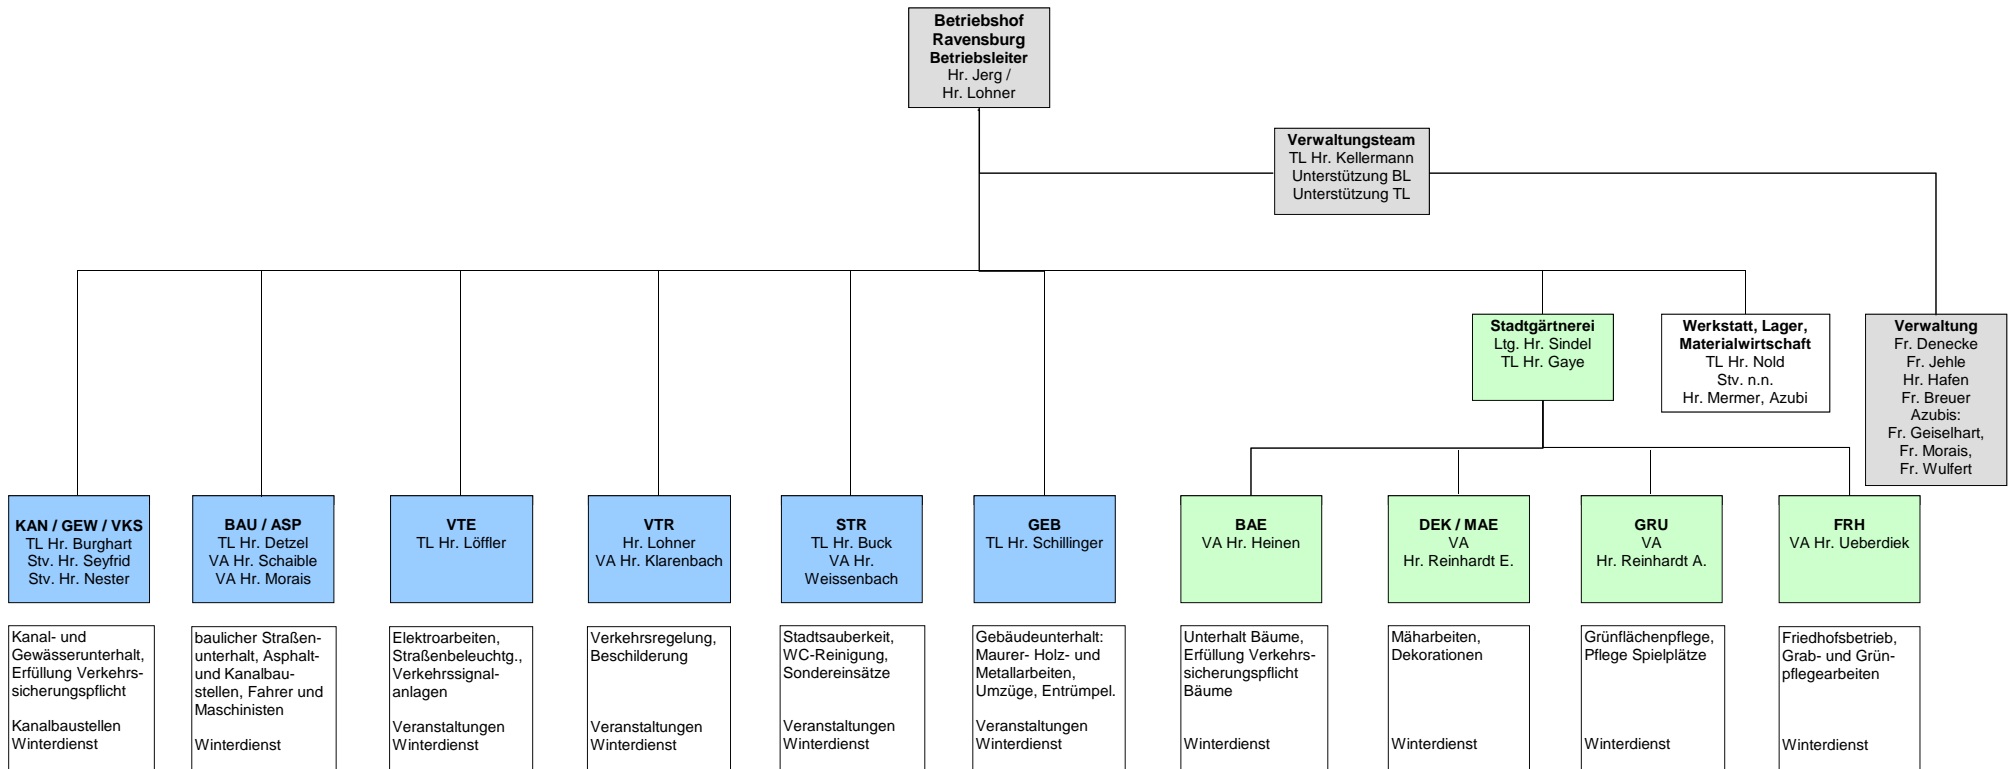 Betriebshof
Ravensburg
Betriebsleiter
Hr. Jerg /
Hr. Lohner
Verwaltungsteam
TL Hr. Kellermann
Unterstützung BL
Unterstützung TL
Stadtgärtnerei
Ltg. Hr. Sindel
TL Hr. Gaye
Werkstatt, Lager,
Materialwirtschaft
TL Hr. Nold
Stv. n.n.
Hr. Mermer, Azubi
Verwaltung
Fr. Denecke
Fr. Jehle
Hr. Hafen
Fr. Breuer
Azubis:
Fr. Geiselhart,
Fr. Morais,
Fr. Wulfert
KAN / GEW / VKS
TL Hr. Burghart
Stv. Hr. Seyfrid
Stv. Hr. Nester
BAU / ASP
TL Hr. Detzel
VA Hr. Schaible
VA Hr. Morais
VTE
TL Hr. Löffler
VTR
Hr. Lohner
VA Hr. Klarenbach
STR
TL Hr. Buck
VA Hr.
Weissenbach
GEB
TL Hr. Schillinger
BAE
VA Hr. Heinen
DEK / MAE
VA
Hr. Reinhardt E.
GRU
VA
Hr. Reinhardt A.
FRH
VA Hr. Ueberdiek
Kanal- und
Gewässerunterhalt,
Erfüllung Verkehrs-
sicherungspflicht
Kanalbaustellen
Winterdienst
baulicher Straßen-
unterhalt, Asphalt-
und Kanalbau-
stellen, Fahrer und
Maschinisten
Winterdienst
Elektroarbeiten,
Straßenbeleuchtg.,
Verkehrssignal-
anlagen
Veranstaltungen
Winterdienst
Verkehrsregelung,
Beschilderung
Veranstaltungen
Winterdienst
Stadtsauberkeit,
WC-Reinigung,
Sondereinsätze
Veranstaltungen
Winterdienst
Gebäudeunterhalt:
Maurer- Holz- und
Metallarbeiten,
Umzüge, Entrümpel.
Veranstaltungen
Winterdienst
Unterhalt Bäume,
Erfüllung Verkehrs-
sicherungspflicht
Bäume
Winterdienst
Mäharbeiten,
Dekorationen
Winterdienst
Grünflächenpflege,
Pflege Spielplätze
Winterdienst
Friedhofsbetrieb,
Grab- und Grün-
pflegearbeiten
Winterdienst